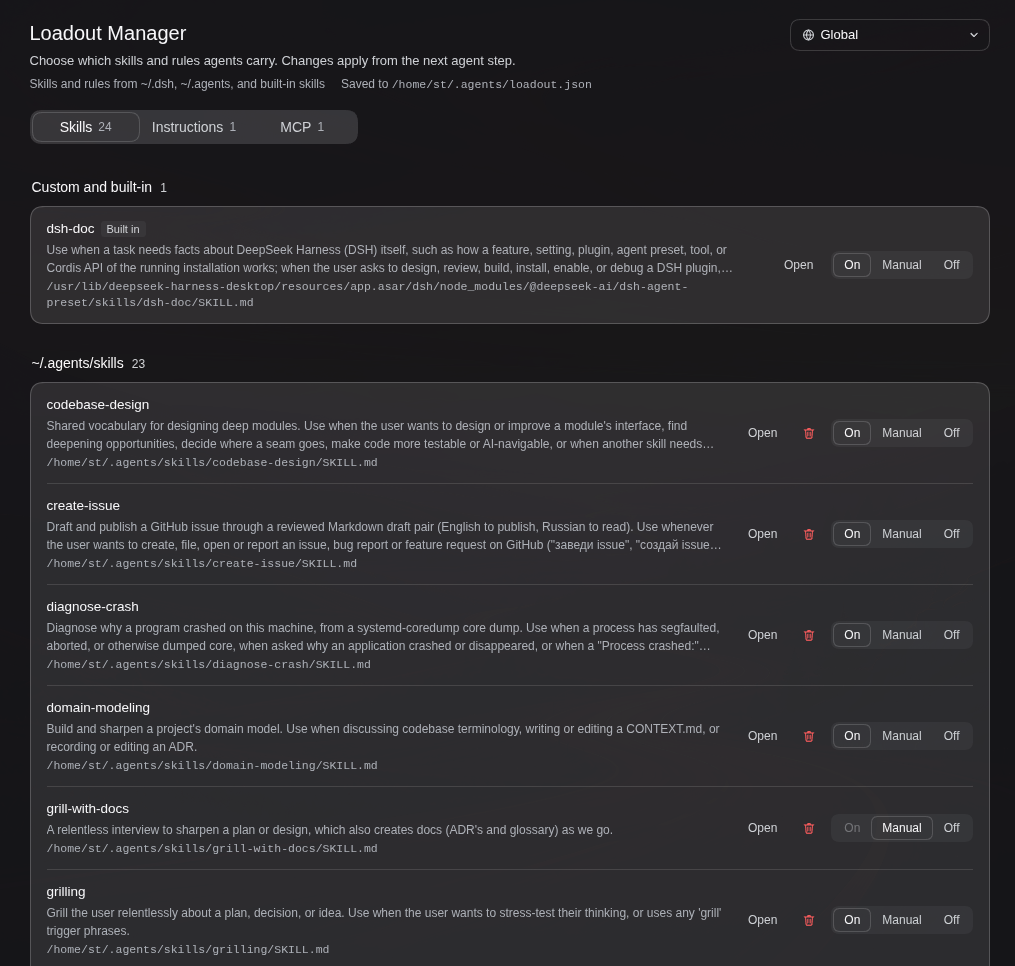 Loadout Manager
Global
Choose which skills and rules agents carry. Changes apply from the next agent step.
Skills and rules from ~/.dsh, ~/.agents, and built-in skills Saved to /home/st/.agents/loadout.json
Skills 24 Instructions 1 MCP 1
Custom and built-in 1
dsh-doc Built in
Use when a task needs facts about DeepSeek Harness (DSH) itself, such as how a feature, setting, plugin, agent preset, tool, or
Cordis API of the running installation works; when the user asks to design, review, build, install, enable, or debug a DSH plugin,…
/usr/lib/deepseek-harness-desktop/resources/app.asar/dsh/node_modules/@deepseek-ai/dsh-agent-
preset/skills/dsh-doc/SKILL.md
Open On Manual Off
~/.agents/skills 23
codebase-design
Shared vocabulary for designing deep modules. Use when the user wants to design or improve a module's interface, find
deepening opportunities, decide where a seam goes, make code more testable or AI-navigable, or when another skill needs…
/home/st/.agents/skills/codebase-design/SKILL.md
Open On Manual Off
create-issue
Draft and publish a GitHub issue through a reviewed Markdown draft pair (English to publish, Russian to read). Use whenever
the user wants to create, file, open or report an issue, bug report or feature request on GitHub ("заведи issue", "создай issue…
/home/st/.agents/skills/create-issue/SKILL.md
Open On Manual Off
diagnose-crash
Diagnose why a program crashed on this machine, from a systemd-coredump core dump. Use when a process has segfaulted,
aborted, or otherwise dumped core, when asked why an application crashed or disappeared, or when a "Process crashed:"…
/home/st/.agents/skills/diagnose-crash/SKILL.md
Open On Manual Off
domain-modeling
Build and sharpen a project's domain model. Use when discussing codebase terminology, writing or editing a CONTEXT.md, or
recording or editing an ADR.
/home/st/.agents/skills/domain-modeling/SKILL.md
Open On Manual Off
grill-with-docs
A relentless interview to sharpen a plan or design, which also creates docs (ADR's and glossary) as we go.
/home/st/.agents/skills/grill-with-docs/SKILL.md
Open On Manual Off
grilling
Grill the user relentlessly about a plan, decision, or idea. Use when the user wants to stress-test their thinking, or uses any 'grill'
trigger phrases.
/home/st/.agents/skills/grilling/SKILL.md
Open On Manual Off